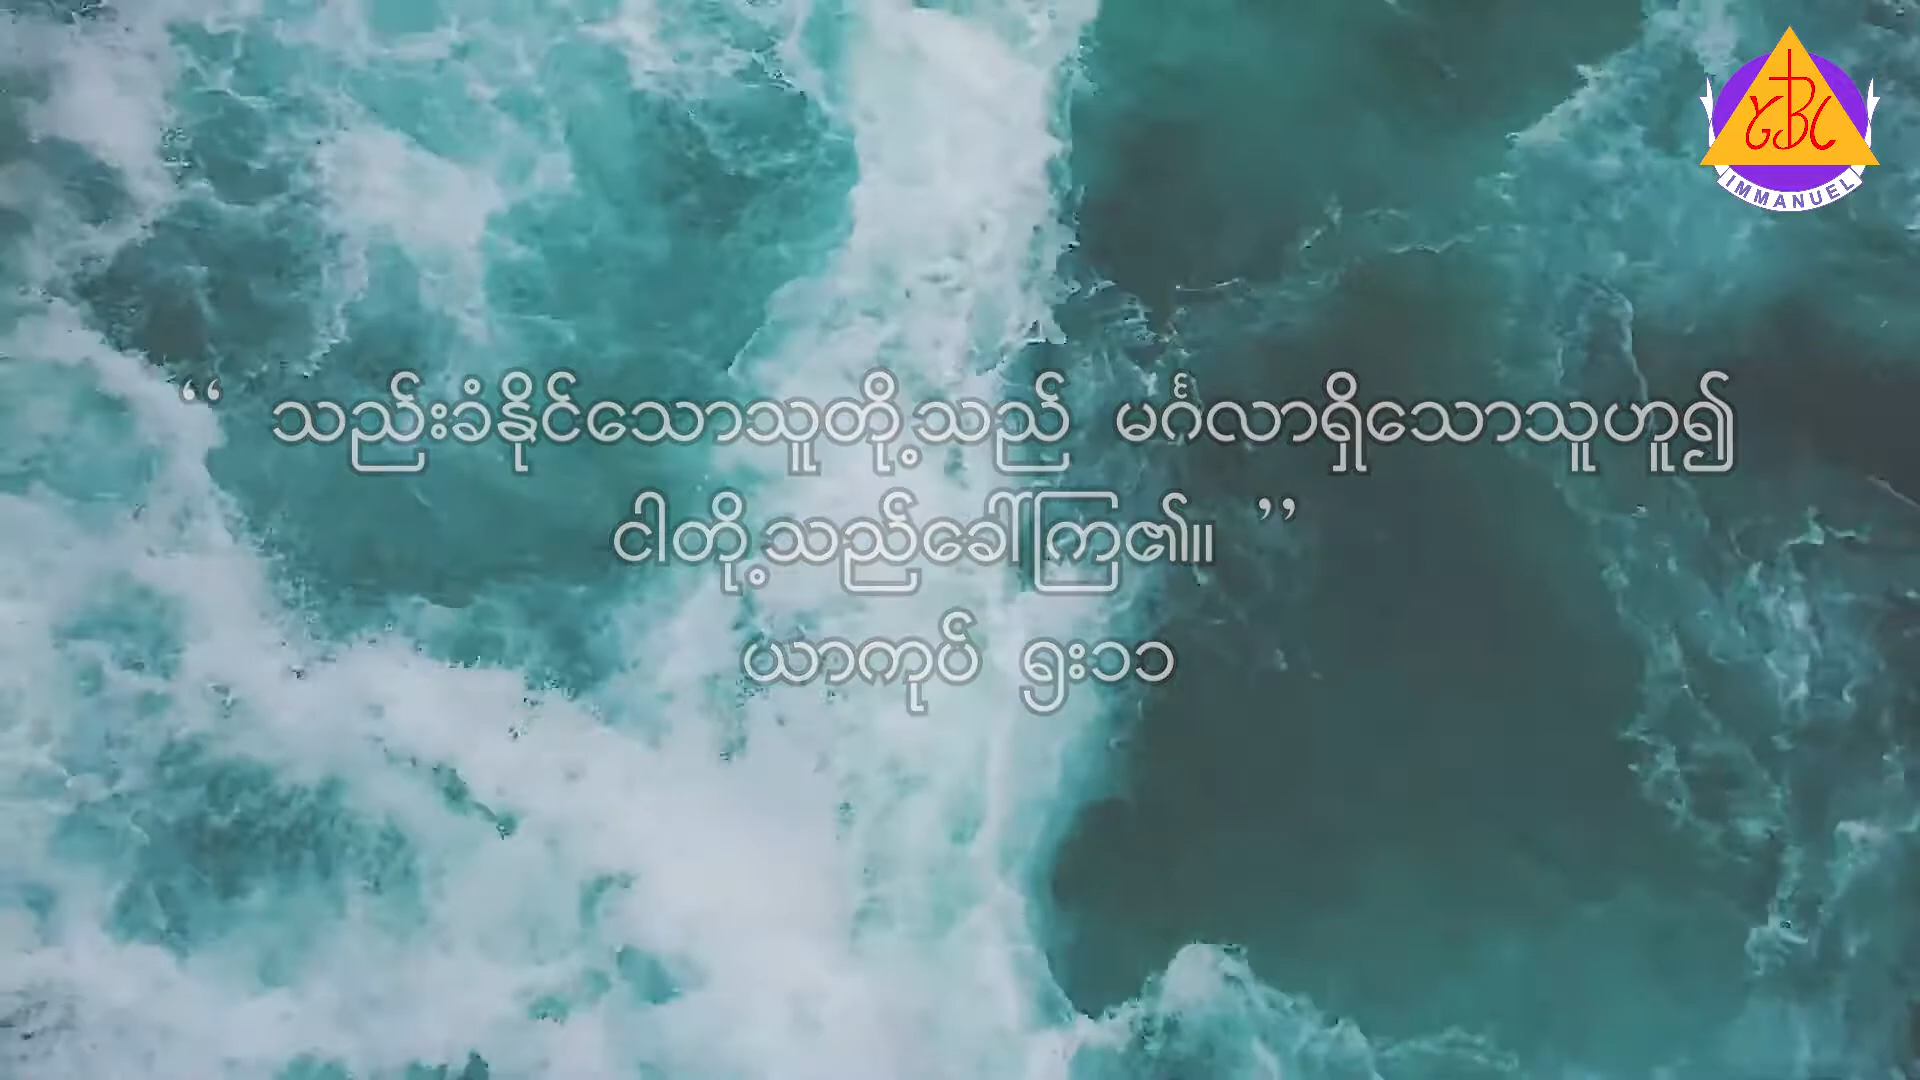 “ သည်းခံနိုင်သောသူတို့သည် မင်္ဂလာရှိသောသူဟူ၍
ငါတို့သည်ခေါ်ကြ၏။ ”
ယာကုပ် ၅း၁၁
YBC
IMMANUEL